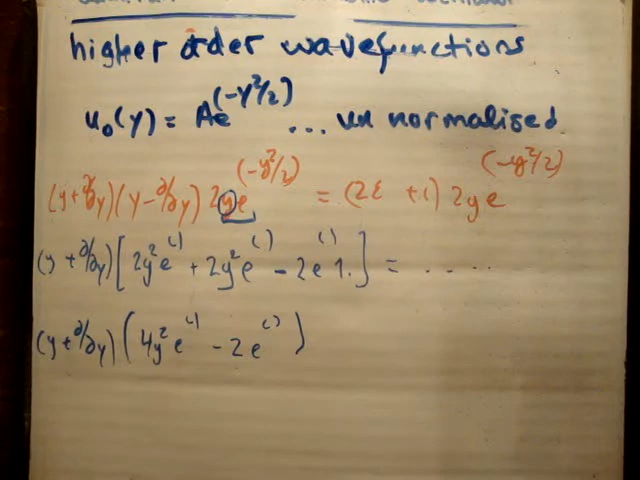 higher order wavefunctions
u₀(y) = Ae^(-y²/2) ... un normalised
(y+∂/∂y)(y-∂/∂y) 2ye^(-y²/2) = (2ε +1) 2ye^(-y²/2)
(y+∂/∂y)[2y²e^() + 2y²e^() - 2e^() 1.] = .... ..
(y+∂/∂y)(4y²e^() - 2e^())